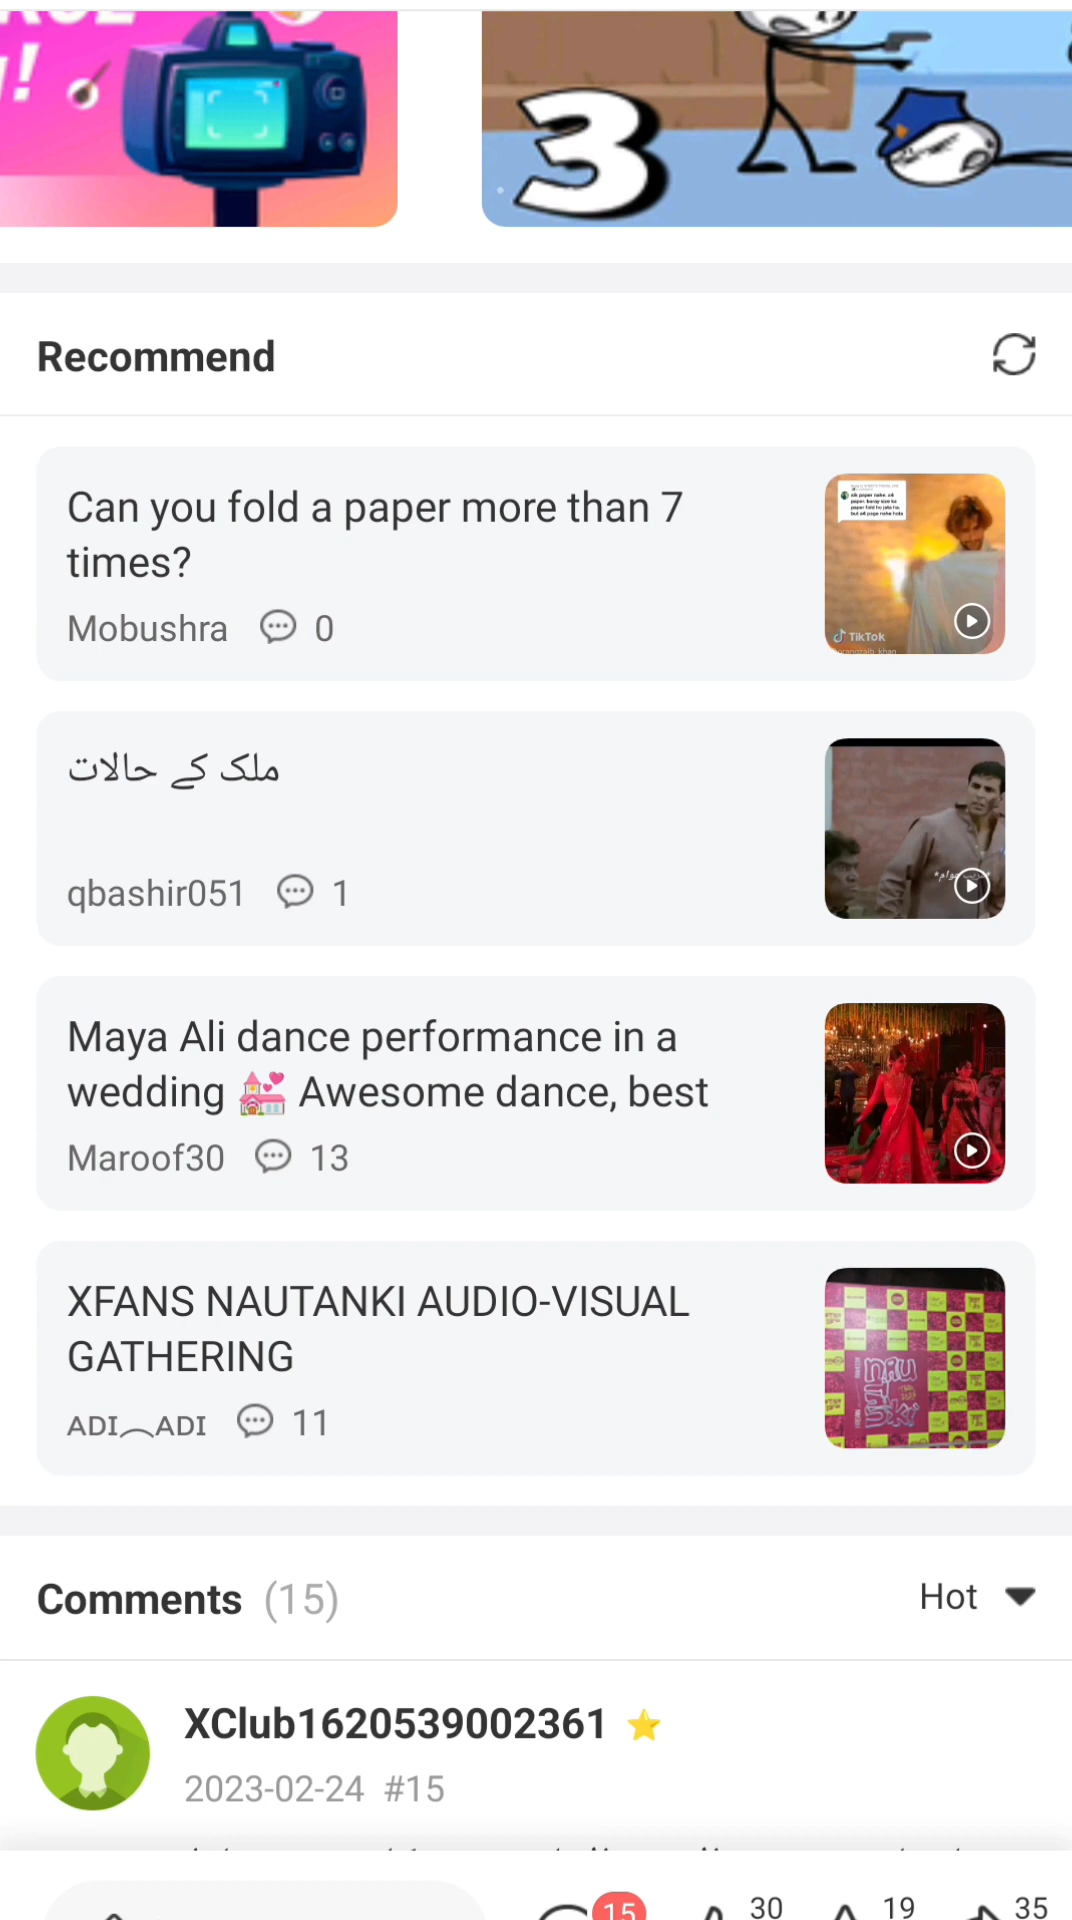 !
3
Recommend
Can you fold a paper more than 7
times?
Mobushra 0
TikTok
ملک کے حالات
qbashir051 1
Maya Ali dance performance in a
wedding 💒 Awesome dance, best
Maroof30 13
XFANS NAUTANKI AUDIO-VISUAL
GATHERING
ᴀᴅɪ︵ᴀᴅɪ 11
Comments (15)
Hot
XClub1620539002361 ⭐
2023-02-24 #15
15 30 19 35